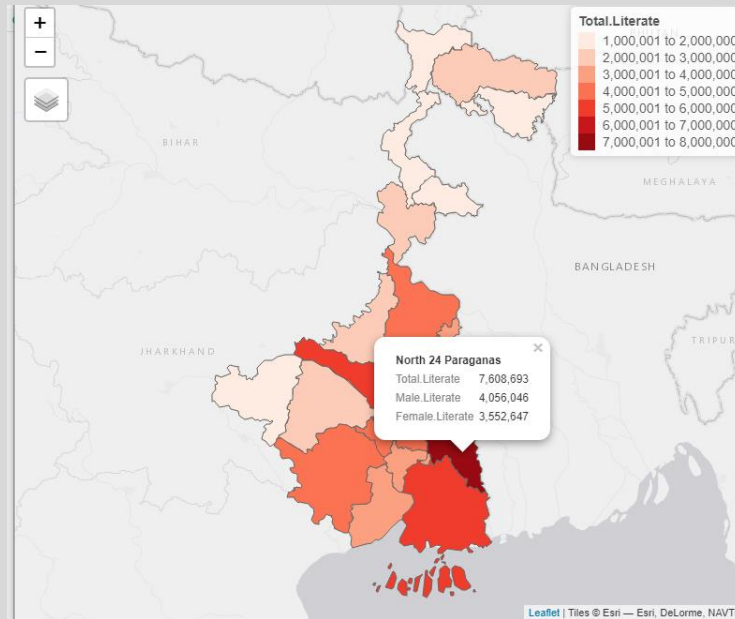 +
−
Total.Literate
1,000,001 to 2,000,000
2,000,001 to 3,000,000
3,000,001 to 4,000,000
4,000,001 to 5,000,000
5,000,001 to 6,000,000
6,000,001 to 7,000,000
7,000,001 to 8,000,000
BIHAR
MEGHALAYA
BANGLADESH
JHARKHAND
TRIPUR
×
North 24 Paraganas
Total.Literate 7,608,693
Male.Literate 4,056,046
Female.Literate 3,552,647
Leaflet | Tiles © Esri — Esri, DeLorme, NAVT